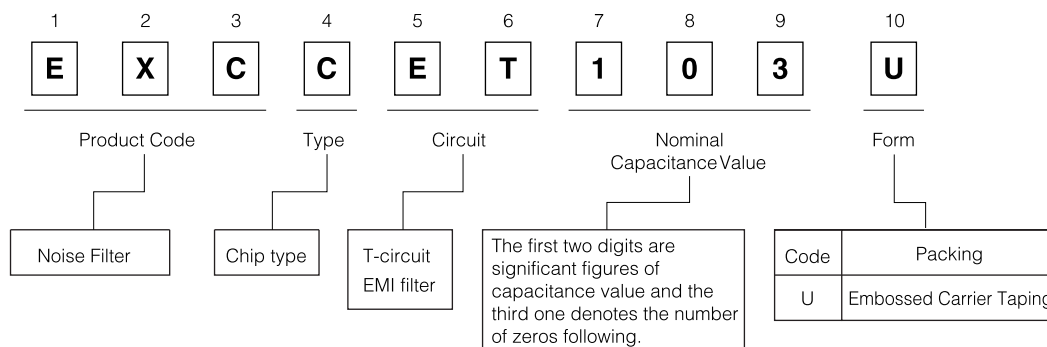 1 2 3 4 5 6 7 8 9 10
E X C C E T 1 0 3 U
Product Code Type Circuit Nominal Form
Capacitance Value
Noise Filter
Chip type
T-circuit
EMI filter
The first two digits are
significant figures of
capacitance value and the
third one denotes the number
of zeros following.
Code Packing
U Embossed Carrier Taping